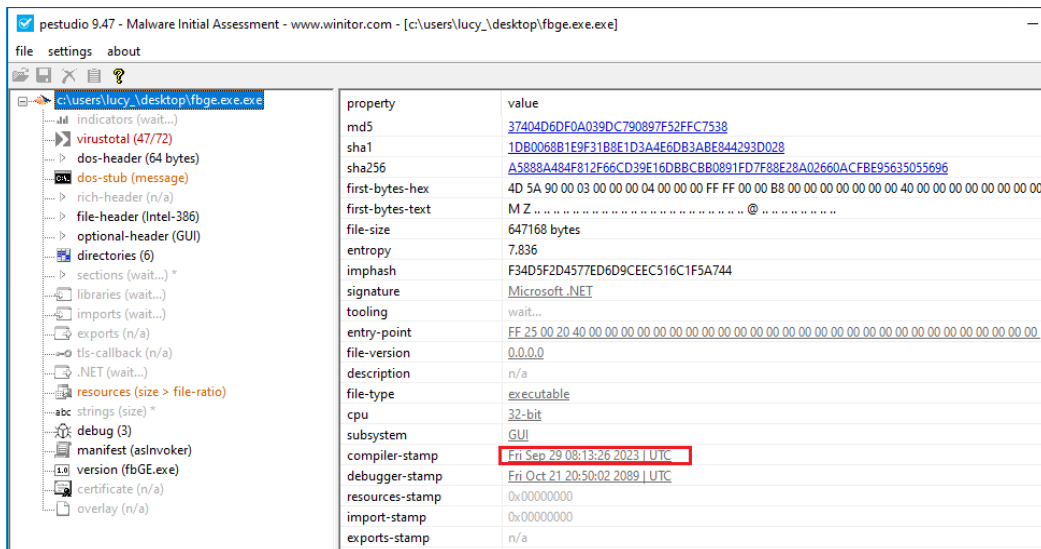 pestudio 9.47 - Malware Initial Assessment - www.winitor.com - [c:\users\lucy_\desktop\fbge.exe.exe]
file settings about
c:\users\lucy_\desktop\fbge.exe.exe
indicators (wait...)
virustotal (47/72)
dos-header (64 bytes)
dos-stub (message)
rich-header (n/a)
file-header (Intel-386)
optional-header (GUI)
directories (6)
sections (wait...) *
libraries (wait...)
imports (wait...)
exports (n/a)
tls-callback (n/a)
.NET (wait...)
resources (size > file-ratio)
abc strings (size) *
debug (3)
manifest (asInvoker)
1.0 version (fbGE.exe)
certificate (n/a)
overlay (n/a)
property value
md5 37404D6DF0A039DC790897F52FFC7538
sha1 1DB0068B1E9F31B8E1D3A4E6DB3ABE844293D028
sha256 A5888A484F812F66CD39E16DBBCBB0891FD7F88E28A02660ACFBE95635055696
first-bytes-hex 4D 5A 90 00 03 00 00 00 04 00 00 00 FF FF 00 00 B8 00 00 00 00 00 00 00 40 00 00 00 00 00 00 00 00
first-bytes-text M Z .. .. .. .. .. .. .. .. .. .. .. .. .. .. .. .. .. .. .. .. .. .. @ .. .. .. .. .. .. ..
file-size 647168 bytes
entropy 7.836
imphash F34D5F2D4577ED6D9CEEC516C1F5A744
signature Microsoft .NET
tooling wait...
entry-point FF 25 00 20 40 00 00 00 00 00 00 00 00 00 00 00 00 00 00 00 00 00 00 00 00 00 00 00 00 00 00 00 00
file-version 0.0.0.0
description n/a
file-type executable
cpu 32-bit
subsystem GUI
compiler-stamp Fri Sep 29 08:13:26 2023 | UTC
debugger-stamp Fri Oct 21 20:50:02 2089 | UTC
resources-stamp 0x00000000
import-stamp 0x00000000
exports-stamp n/a